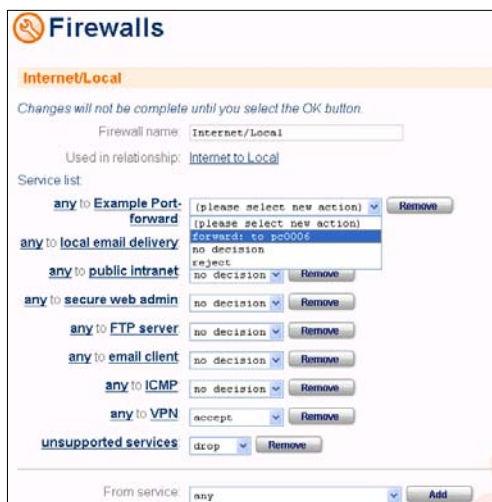 Firewalls
Internet/Local
Changes will not be complete until you select the OK button.
Firewall name: Internet/Local
Used in relationship: Internet to Local
Service list:
any to Example Port-forward (please select new action) Remove
(please select new action)
forward: to pc0006
no decision
reject
any to local email delivery
any to public intranet no decision Remove
any to secure web admin no decision Remove
any to FTP server no decision Remove
any to email client no decision Remove
any to ICMP no decision Remove
any to VPN accept Remove
unsupported services drop Remove
From service: any Add